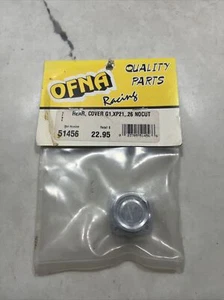 OFNA
Racing
QUALITY
PARTS
COVER G1,XP21,.26 NOCUT
51456
22.95